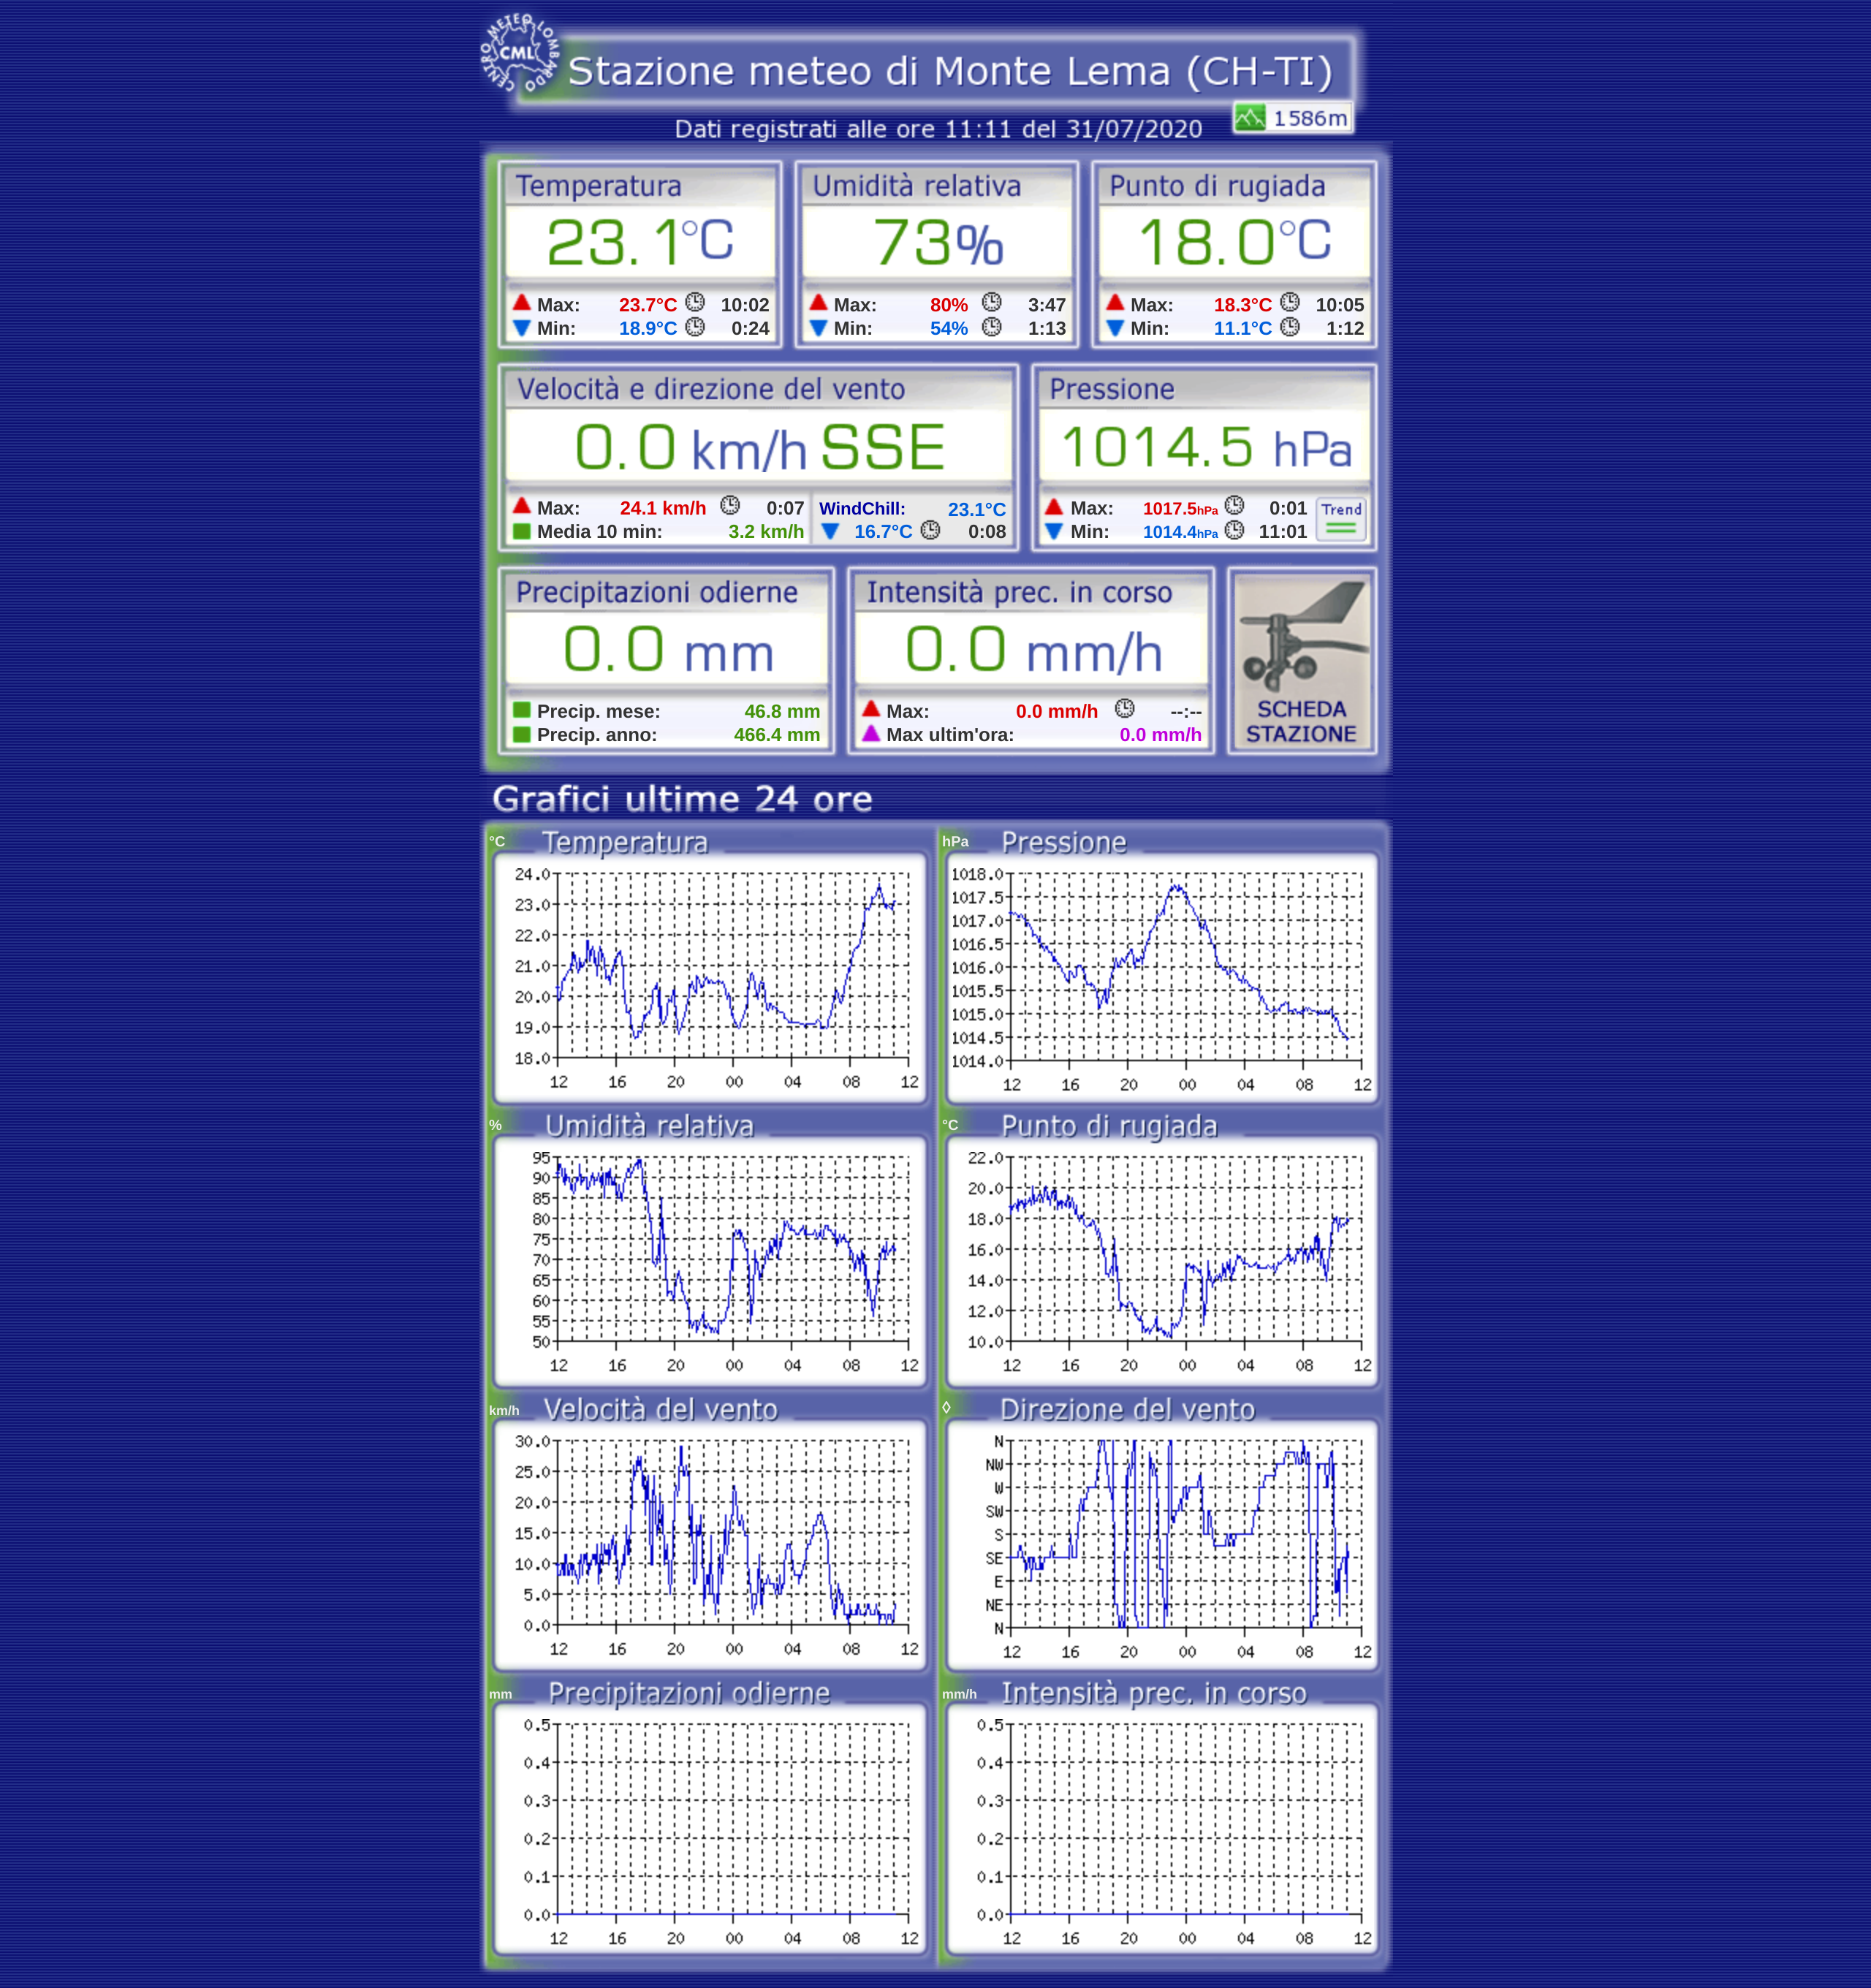 CENTRO METEO LOMBARDO
CML
Stazione meteo di Monte Lema (CH-TI)
1586m
Dati registrati alle ore 11:11 del 31/07/2020
Temperatura
23.1°C
Max: 23.7°C 10:02
Min: 18.9°C 0:24
Umidità relativa
73%
Max: 80% 3:47
Min: 54% 1:13
Punto di rugiada
18.0°C
Max: 18.3°C 10:05
Min: 11.1°C 1:12
Velocità e direzione del vento
0.0 km/h SSE
Max: 24.1 km/h 0:07
Media 10 min: 3.2 km/h
WindChill: 23.1°C
16.7°C 0:08
Pressione
1014.5 hPa
Max: 1017.5hPa 0:01
Min: 1014.4hPa 11:01
Trend
Precipitazioni odierne
0.0 mm
Precip. mese: 46.8 mm
Precip. anno: 466.4 mm
Intensità prec. in corso
0.0 mm/h
Max: 0.0 mm/h --:--
Max ultim'ora: 0.0 mm/h
SCHEDA
STAZIONE
Grafici ultime 24 ore
°C Temperatura
24.0
23.0
22.0
21.0
20.0
19.0
18.0
12 16 20 00 04 08 12
hPa Pressione
1018.0
1017.5
1017.0
1016.5
1016.0
1015.5
1015.0
1014.5
1014.0
12 16 20 00 04 08 12
% Umidità relativa
95
90
85
80
75
70
65
60
55
50
12 16 20 00 04 08 12
°C Punto di rugiada
22.0
20.0
18.0
16.0
14.0
12.0
10.0
12 16 20 00 04 08 12
km/h Velocità del vento
30.0
25.0
20.0
15.0
10.0
5.0
0.0
12 16 20 00 04 08 12
◊ Direzione del vento
N
NW
W
SW
S
SE
E
NE
N
12 16 20 00 04 08 12
mm Precipitazioni odierne
0.5
0.4
0.3
0.2
0.1
0.0
12 16 20 00 04 08 12
mm/h Intensità prec. in corso
0.5
0.4
0.3
0.2
0.1
0.0
12 16 20 00 04 08 12